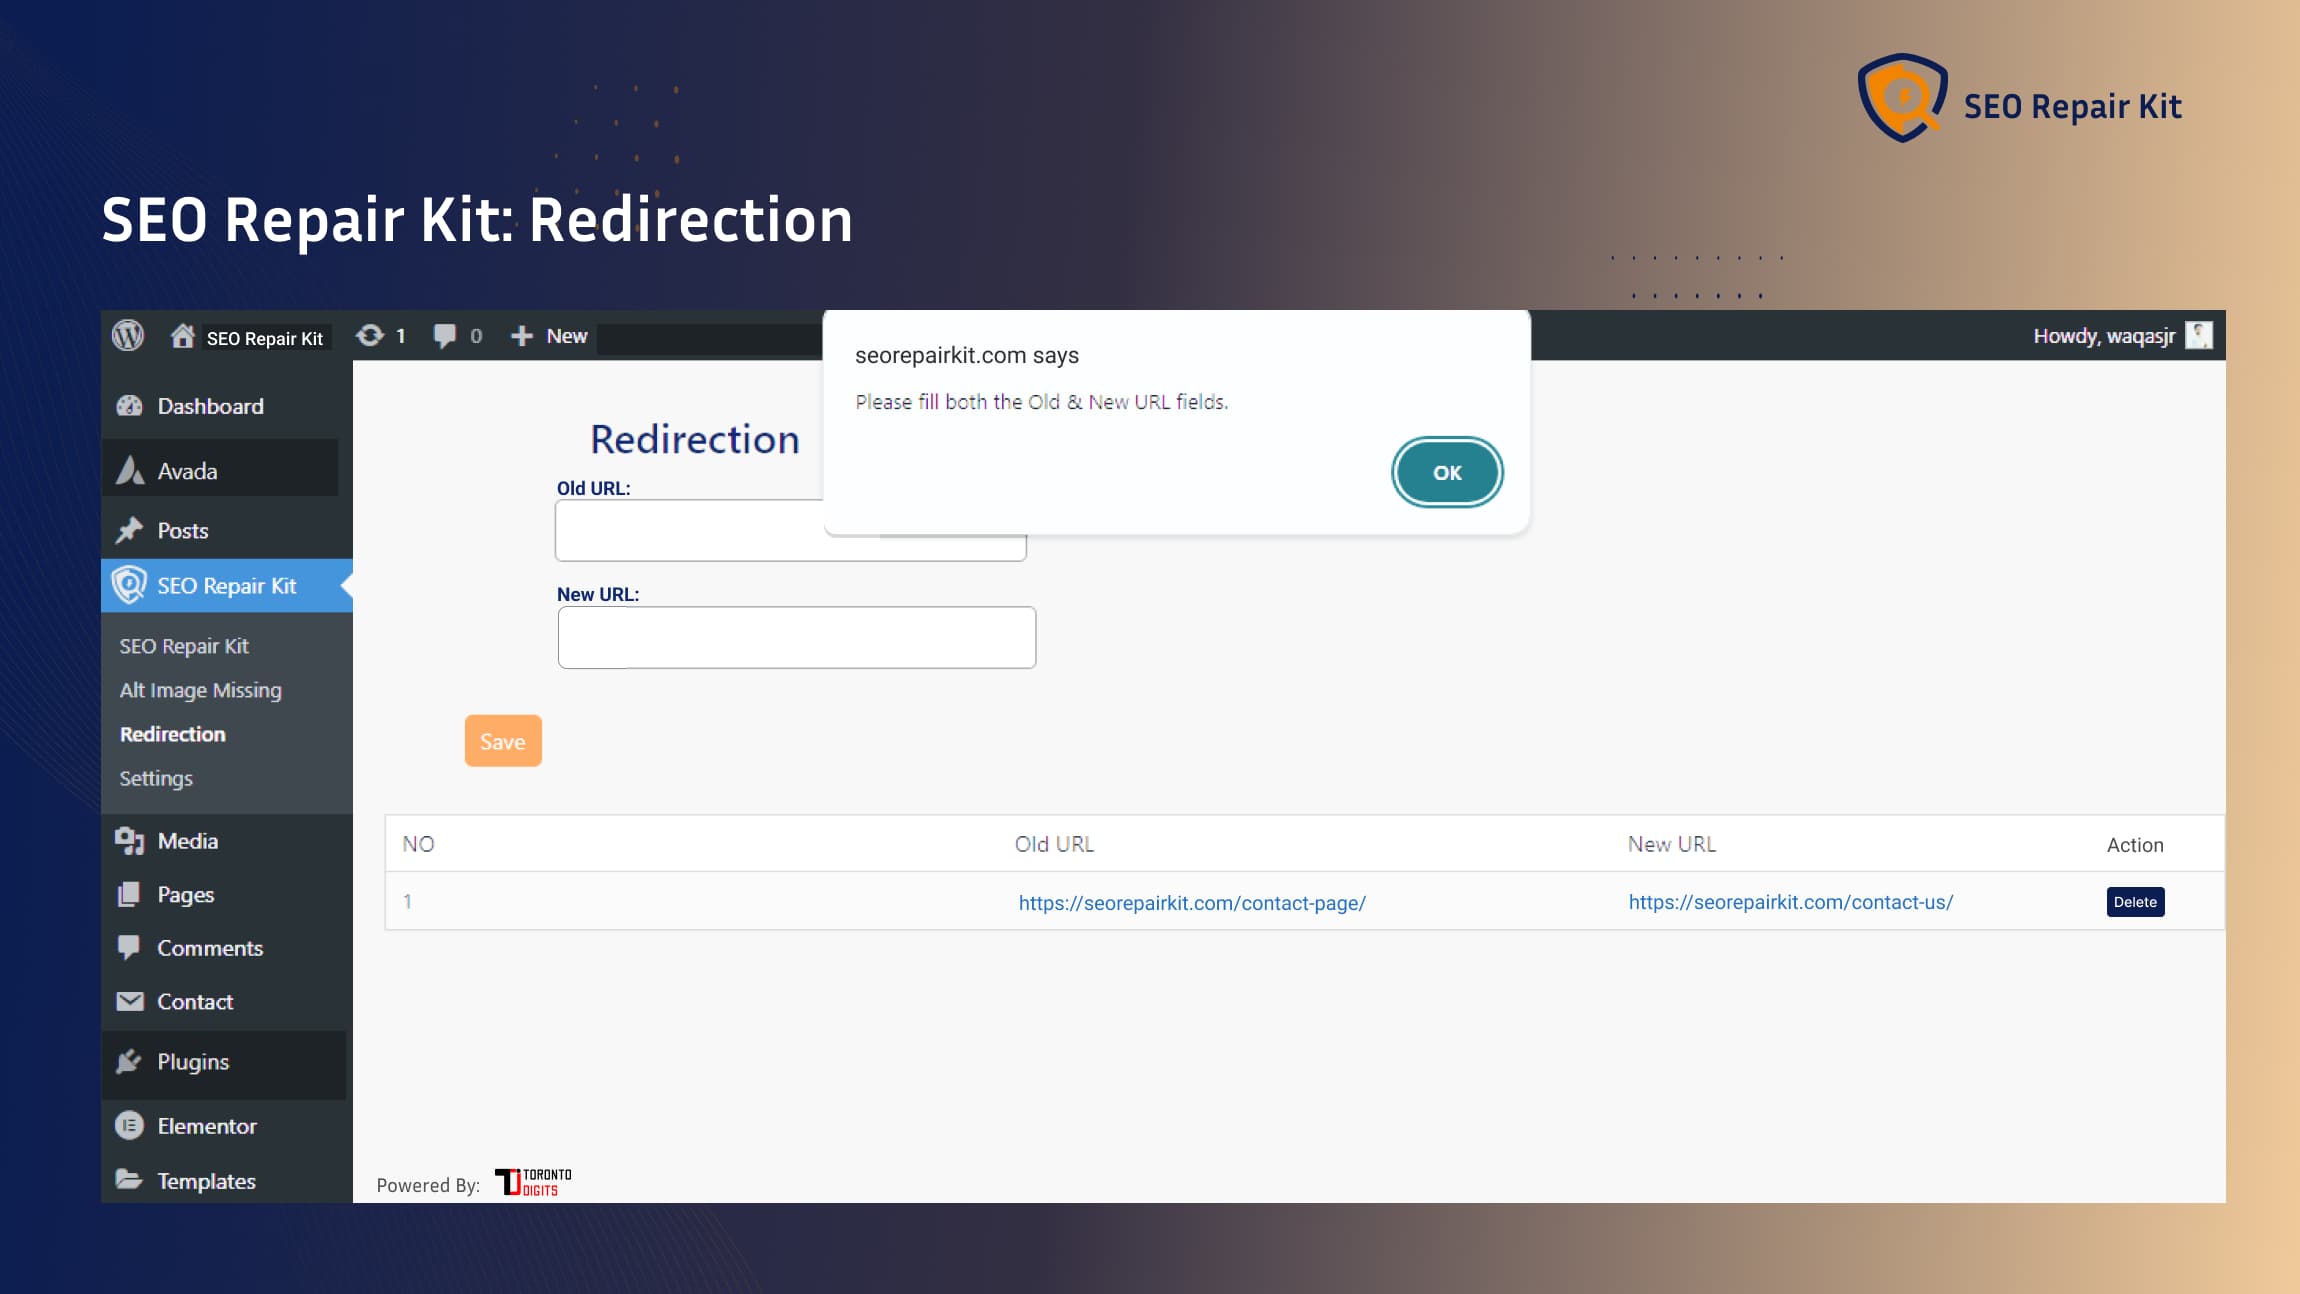 SEO Repair Kit
SEO Repair Kit: Redirection
SEO Repair Kit 1 0 New
Howdy, waqasjr
seorepairkit.com says
Please fill both the Old & New URL fields.
OK
Dashboard
Avada
Posts
SEO Repair Kit
SEO Repair Kit
Alt Image Missing
Redirection
Settings
Media
Pages
Comments
Contact
Plugins
Elementor
Templates
Redirection
Old URL:
New URL:
Save
NO Old URL New URL Action
1 https://seorepairkit.com/contact-page/ https://seorepairkit.com/contact-us/ Delete
Powered By:
TORONTO
DIGITS